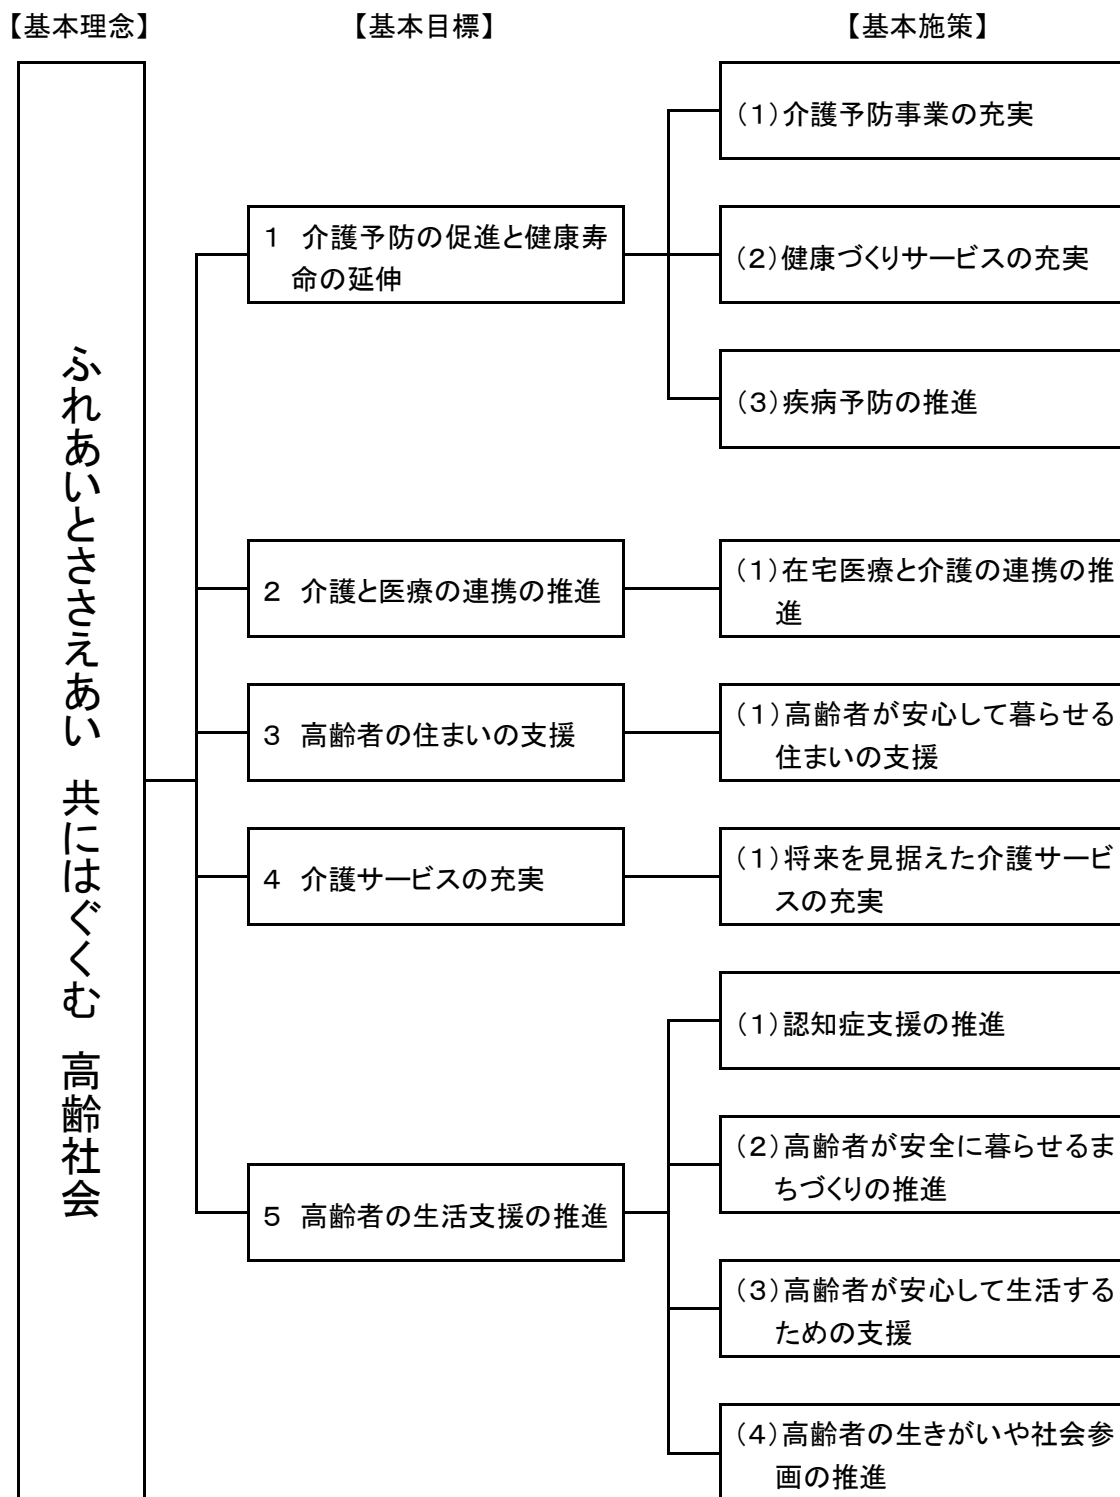 【基本理念】
【基本目標】
【基本施策】
ふれあいとささえあい 共にはぐくむ 高齢社会
1 介護予防の促進と健康寿
命の延伸
(1)介護予防事業の充実
(2)健康づくりサービスの充実
(3)疾病予防の推進
2 介護と医療の連携の推進
(1)在宅医療と介護の連携の推
進
3 高齢者の住まいの支援
(1)高齢者が安心して暮らせる
住まいの支援
4 介護サービスの充実
(1)将来を見据えた介護サービ
スの充実
5 高齢者の生活支援の推進
(1)認知症支援の推進
(2)高齢者が安全に暮らせるま
ちづくりの推進
(3)高齢者が安心して生活する
ための支援
(4)高齢者の生きがいや社会参
画の推進